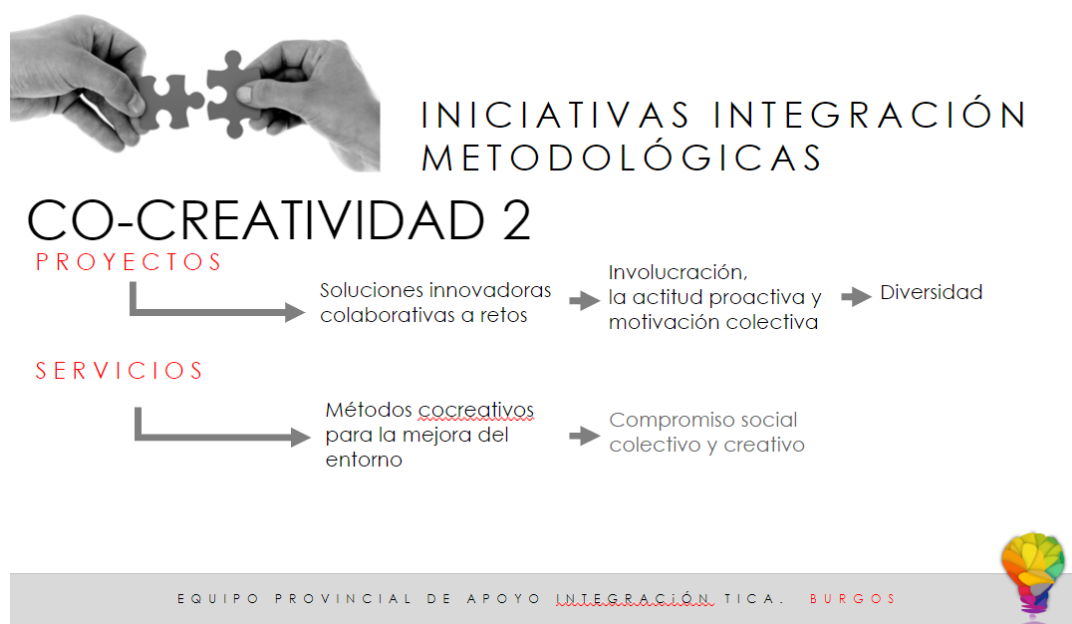 INICIATIVAS INTEGRACIÓN
METODOLÓGICAS
CO-CREATIVIDAD 2
PROYECTOS
Soluciones innovadoras
colaborativas a retos
Involucración,
la actitud proactiva y
motivación colectiva
Diversidad
SERVICIOS
Métodos cocreativos
para la mejora del
entorno
Compromiso social
colectivo y creativo
EQUIPO PROVINCIAL DE APOYO INTEGRACiÓN TICA. BURGOS